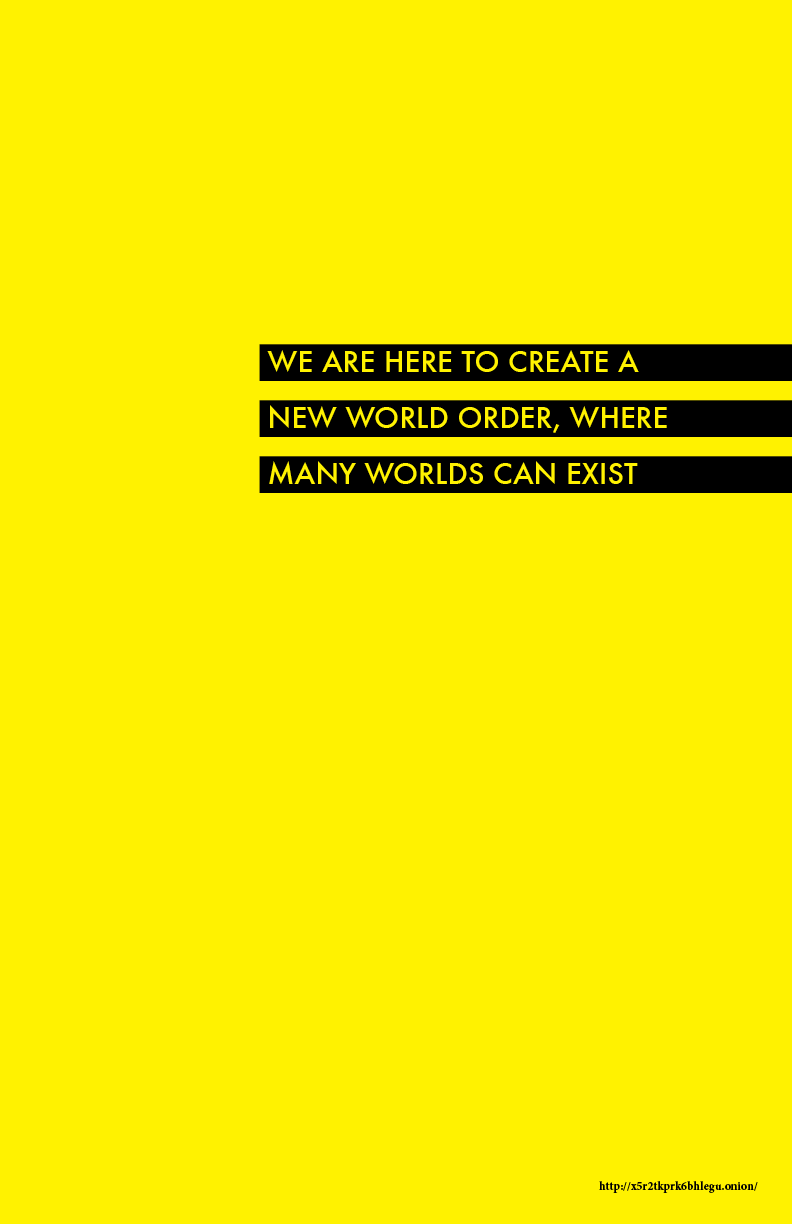 WE ARE HERE TO CREATE A
NEW WORLD ORDER, WHERE
MANY WORLDS CAN EXIST
http://x5r2tkprk6bhlegu.onion/